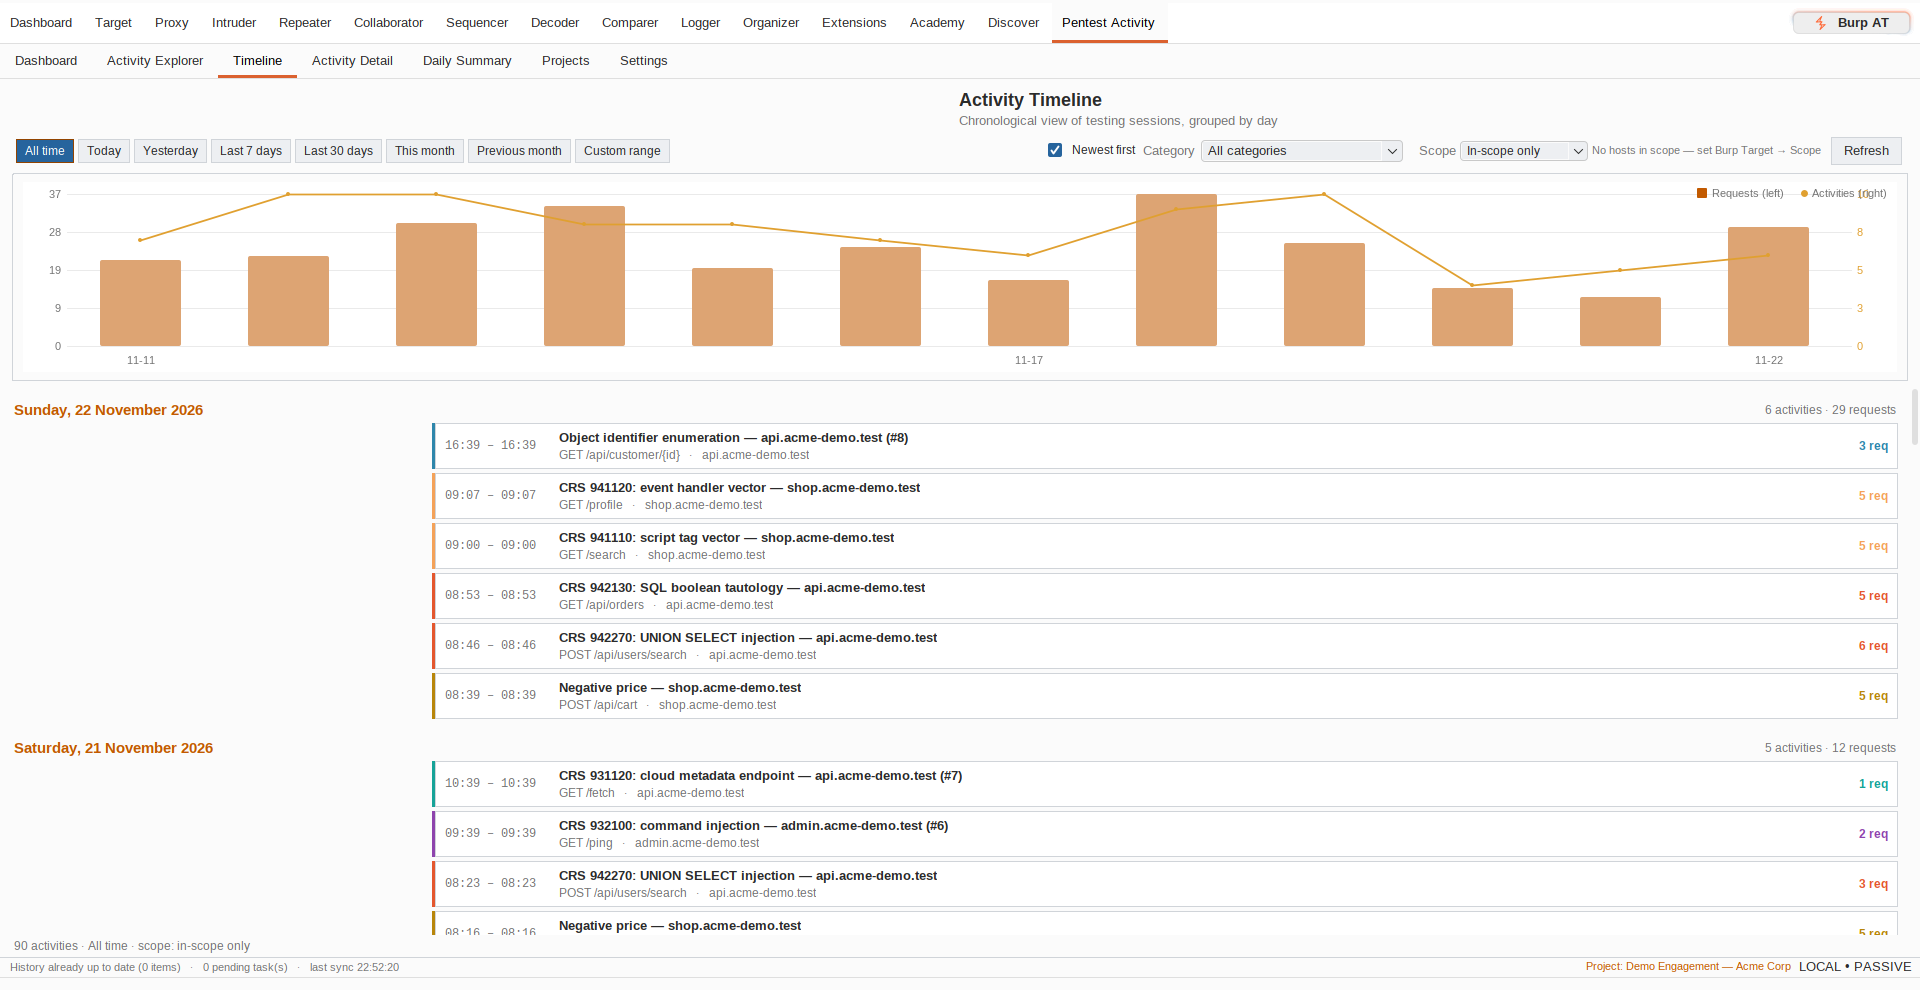 Dashboard Target Proxy Intruder Repeater Collaborator Sequencer Decoder Comparer Logger Organizer Extensions Academy Discover Pentest Activity Burp AT
Dashboard Activity Explorer Timeline Activity Detail Daily Summary Projects Settings
Activity Timeline
Chronological view of testing sessions, grouped by day
All time Today Yesterday Last 7 days Last 30 days This month Previous month Custom range Newest first Category All categories Scope In-scope only No hosts in scope — set Burp Target → Scope Refresh
Requests (left) Activities (right)
37
28 8
19 5
9 3
0 0
11-11 11-17 11-22
Sunday, 22 November 2026 6 activities · 29 requests
16:39 – 16:39 Object identifier enumeration — api.acme-demo.test (#8) 3 req
GET /api/customer/{id} · api.acme-demo.test
09:07 – 09:07 CRS 941120: event handler vector — shop.acme-demo.test 5 req
GET /profile · shop.acme-demo.test
09:00 – 09:00 CRS 941110: script tag vector — shop.acme-demo.test 5 req
GET /search · shop.acme-demo.test
08:53 – 08:53 CRS 942130: SQL boolean tautology — api.acme-demo.test 5 req
GET /api/orders · api.acme-demo.test
08:46 – 08:46 CRS 942270: UNION SELECT injection — api.acme-demo.test 6 req
POST /api/users/search · api.acme-demo.test
08:39 – 08:39 Negative price — shop.acme-demo.test 5 req
POST /api/cart · shop.acme-demo.test
Saturday, 21 November 2026 5 activities · 12 requests
10:39 – 10:39 CRS 931120: cloud metadata endpoint — api.acme-demo.test (#7) 1 req
GET /fetch · api.acme-demo.test
09:39 – 09:39 CRS 932100: command injection — admin.acme-demo.test (#6) 2 req
GET /ping · admin.acme-demo.test
08:23 – 08:23 CRS 942270: UNION SELECT injection — api.acme-demo.test 3 req
POST /api/users/search · api.acme-demo.test
08:16 – 08:16 Negative price — shop.acme-demo.test 5 req
90 activities · All time · scope: in-scope only
History already up to date (0 items) · 0 pending task(s) · last sync 22:52:20 Project: Demo Engagement — Acme Corp LOCAL • PASSIVE